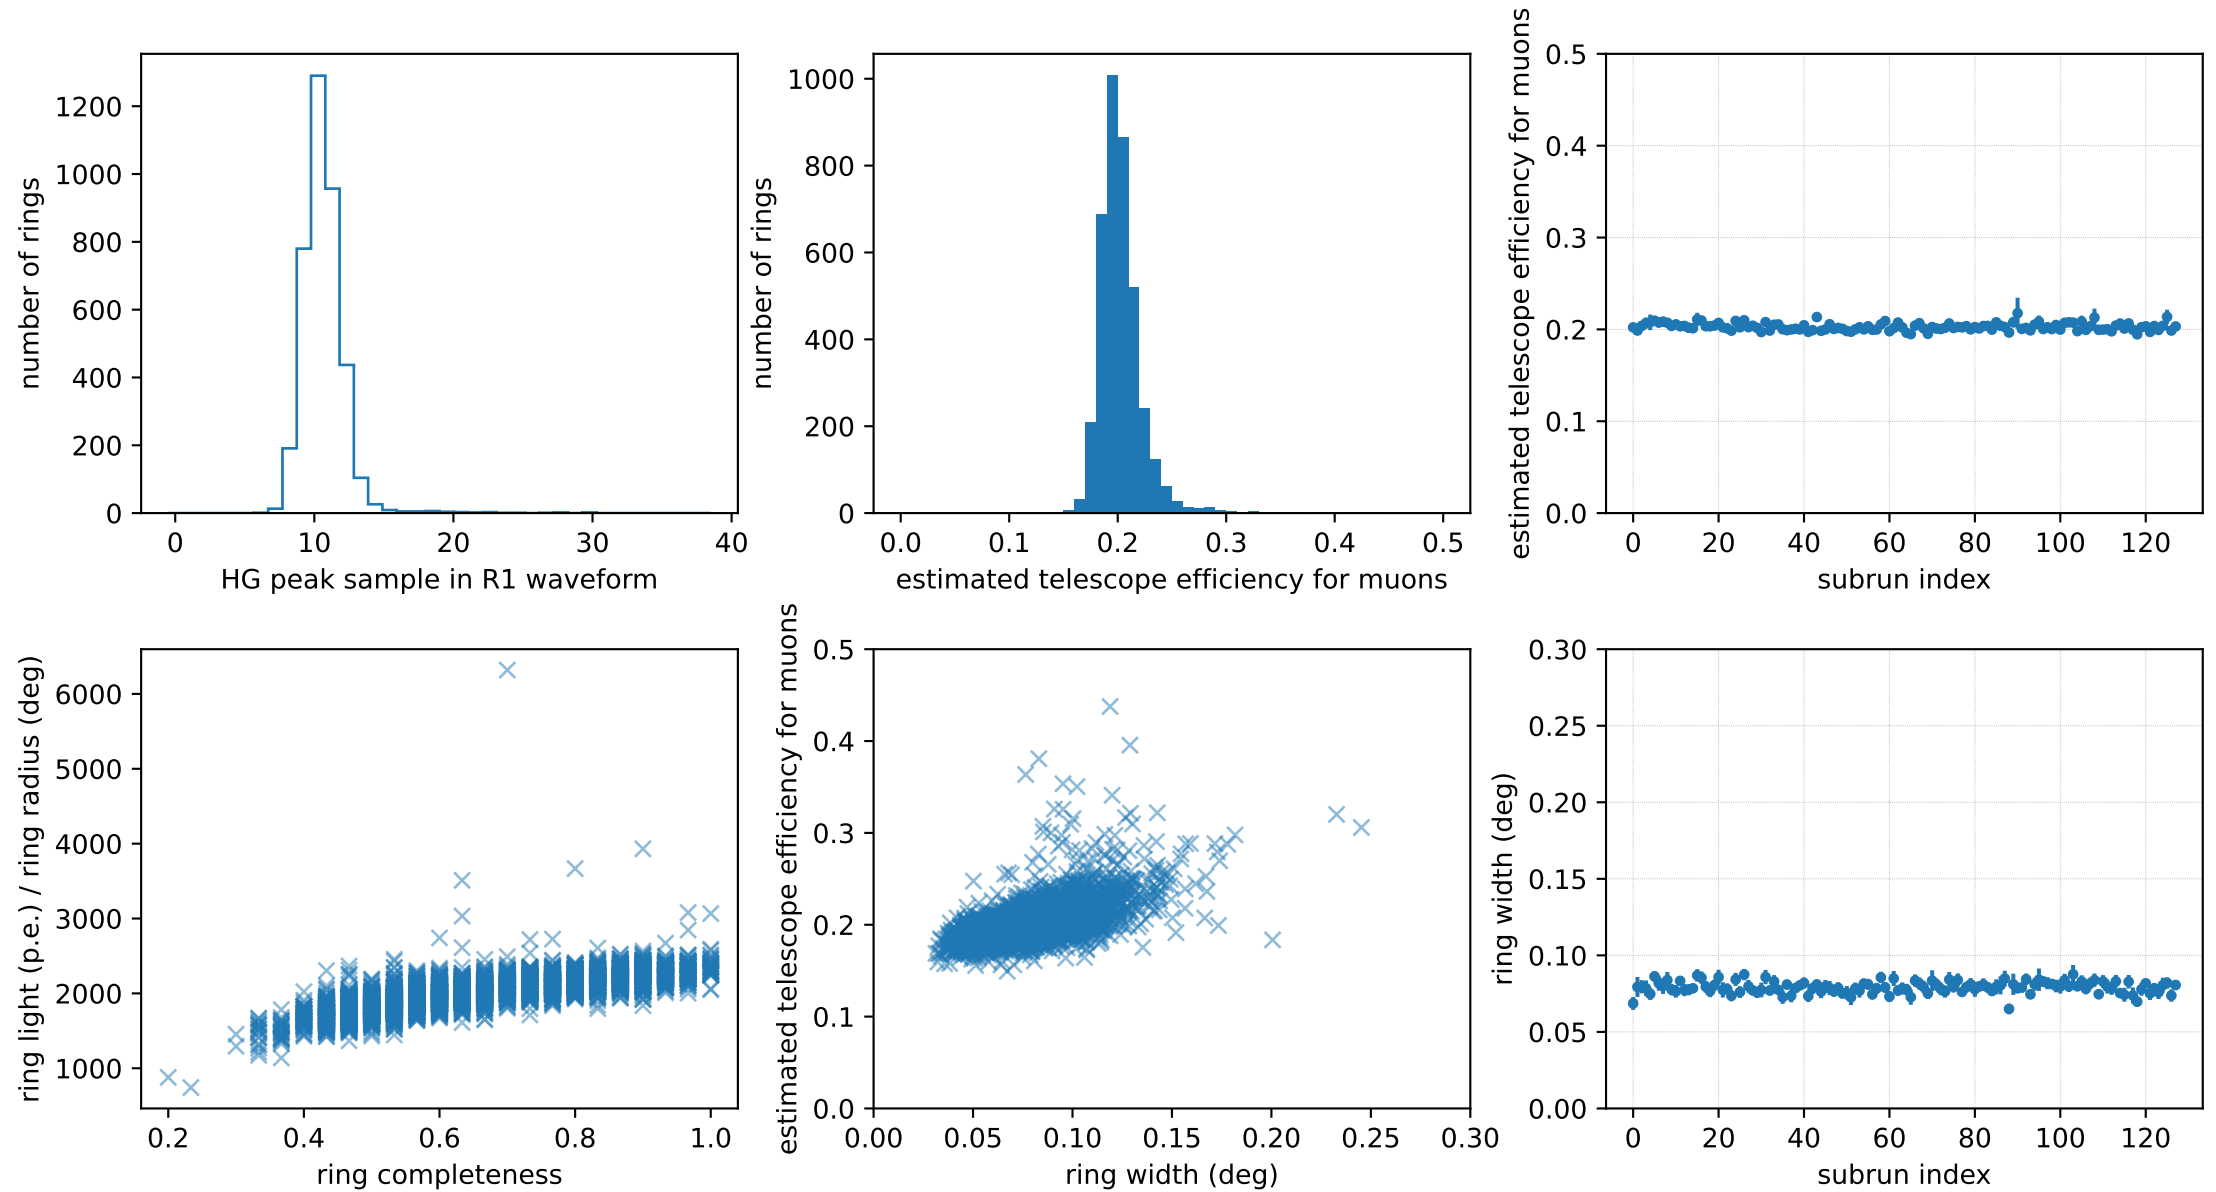 number of rings
1200
1000
800
600
400
200
0
0 10 20 30 40
HG peak sample in R1 waveform
number of rings
1000
800
600
400
200
0
0.0 0.1 0.2 0.3 0.4 0.5
estimated telescope efficiency for muons
estimated telescope efficiency for muons
0.5
0.4
0.3
0.2
0.1
0.0
0 20 40 60 80 100 120
subrun index
ring light (p.e.) / ring radius (deg)
6000
5000
4000
3000
2000
1000
0.2 0.4 0.6 0.8 1.0
ring completeness
estimated telescope efficiency for muons
0.5
0.4
0.3
0.2
0.1
0.0
0.00 0.05 0.10 0.15 0.20 0.25 0.30
ring width (deg)
ring width (deg)
0.30
0.25
0.20
0.15
0.10
0.05
0.00
0 20 40 60 80 100 120
subrun index